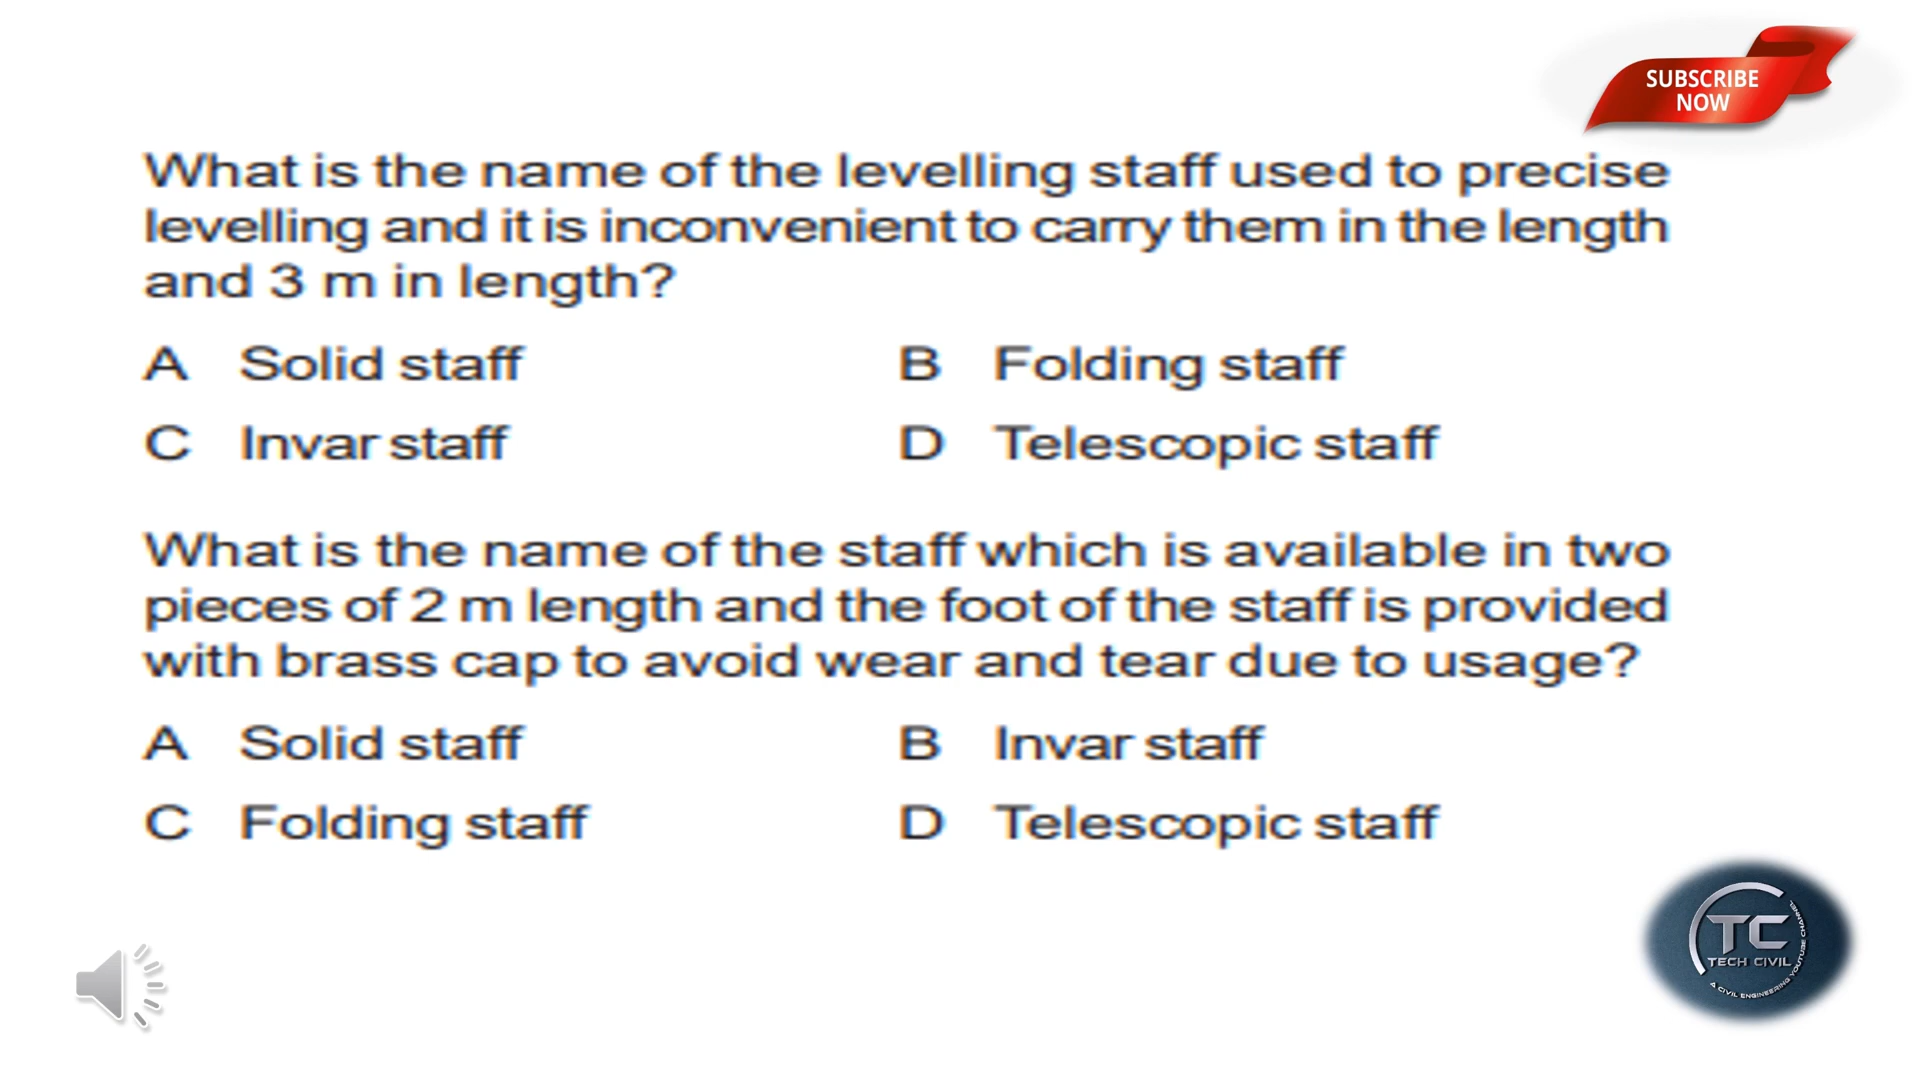 SUBSCRIBE
NOW
What is the name of the levelling staff used to precise
levelling and it is inconvenient to carry them in the length
and 3 m in length?
A Solid staff B Folding staff
C Invar staff D Telescopic staff
What is the name of the staff which is available in two
pieces of 2 m length and the foot of the staff is provided
with brass cap to avoid wear and tear due to usage?
A Solid staff B Invar staff
C Folding staff D Telescopic staff
TC
TECH CIVIL
A CIVIL ENGINEERING YOUTUBE CHANNEL